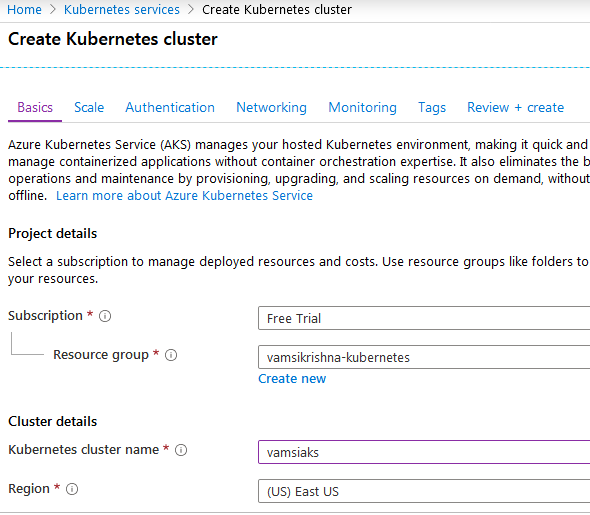 Home > Kubernetes services > Create Kubernetes cluster
Create Kubernetes cluster
Basics Scale Authentication Networking Monitoring Tags Review + create
Azure Kubernetes Service (AKS) manages your hosted Kubernetes environment, making it quick and
manage containerized applications without container orchestration expertise. It also eliminates the b
operations and maintenance by provisioning, upgrading, and scaling resources on demand, without
offline. Learn more about Azure Kubernetes Service
Project details
Select a subscription to manage deployed resources and costs. Use resource groups like folders to
your resources.
Subscription * Free Trial
Resource group * vamsikrishna-kubernetes
Create new
Cluster details
Kubernetes cluster name * vamsiaks
Region * (US) East US